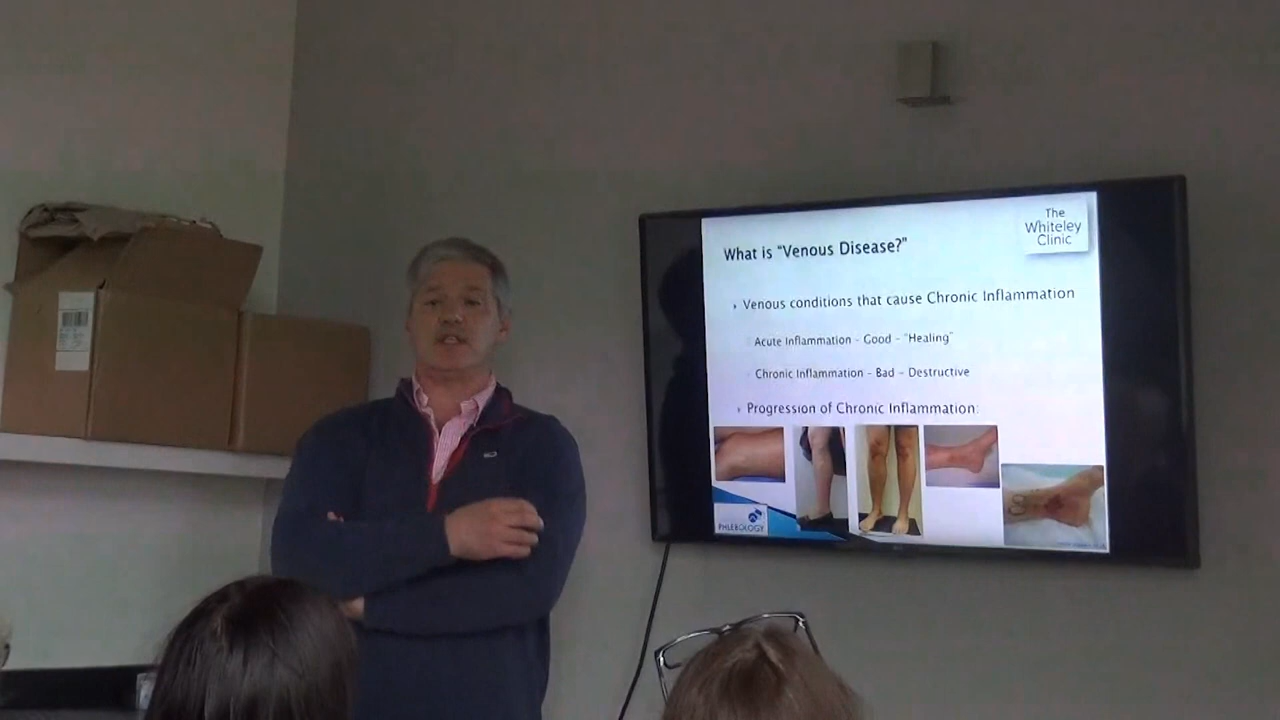 The
Whiteley
Clinic
What is "Venous Disease?"
Venous conditions that cause Chronic Inflammation
Acute Inflammation - Good - "Healing"
Chronic Inflammation - Bad - Destructive
Progression of Chronic Inflammation:
PHLEBOLOGY